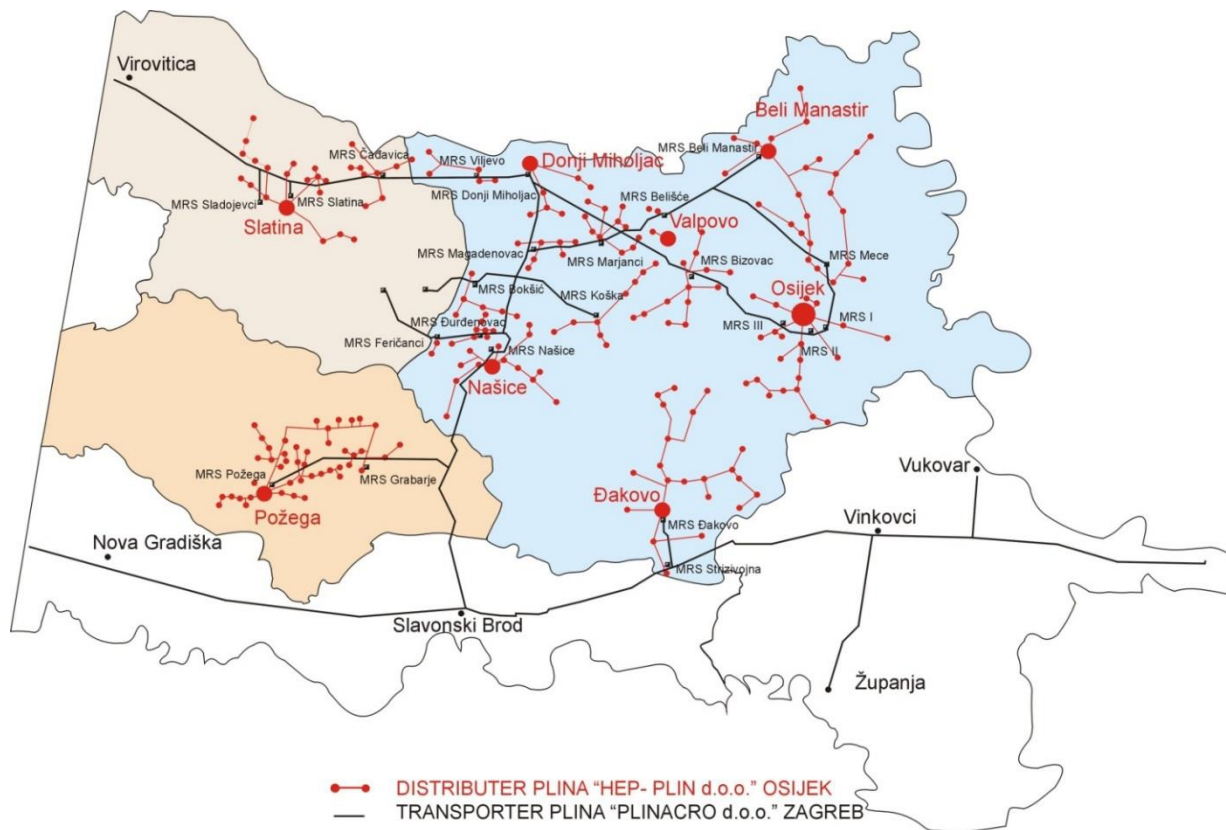 Virovitica
Beli Manastir
MRS Beli Manastir
MRS Čađavica
MRS Viljevo
Donji Miholjac
MRS Donji Miholjac
MRS Belišće
MRS Sladojevci
MRS Slatina
Slatina
Valpovo
MRS Magadenovac
MRS Marjanci
MRS Bizovac
MRS Mece
MRS Bokšić
MRS Koška
Osijek
MRS Đurđenovac
MRS III
MRS I
MRS II
MRS Feričanci
MRS Našice
Našice
MRS Požega
MRS Grabarje
Požega
Đakovo
MRS Đakovo
MRS Strizivojna
Vukovar
Vinkovci
Nova Gradiška
Slavonski Brod
Županja
DISTRIBUTER PLINA “HEP- PLIN d.o.o.” OSIJEK
TRANSPORTER PLINA “PLINACRO d.o.o.” ZAGREB